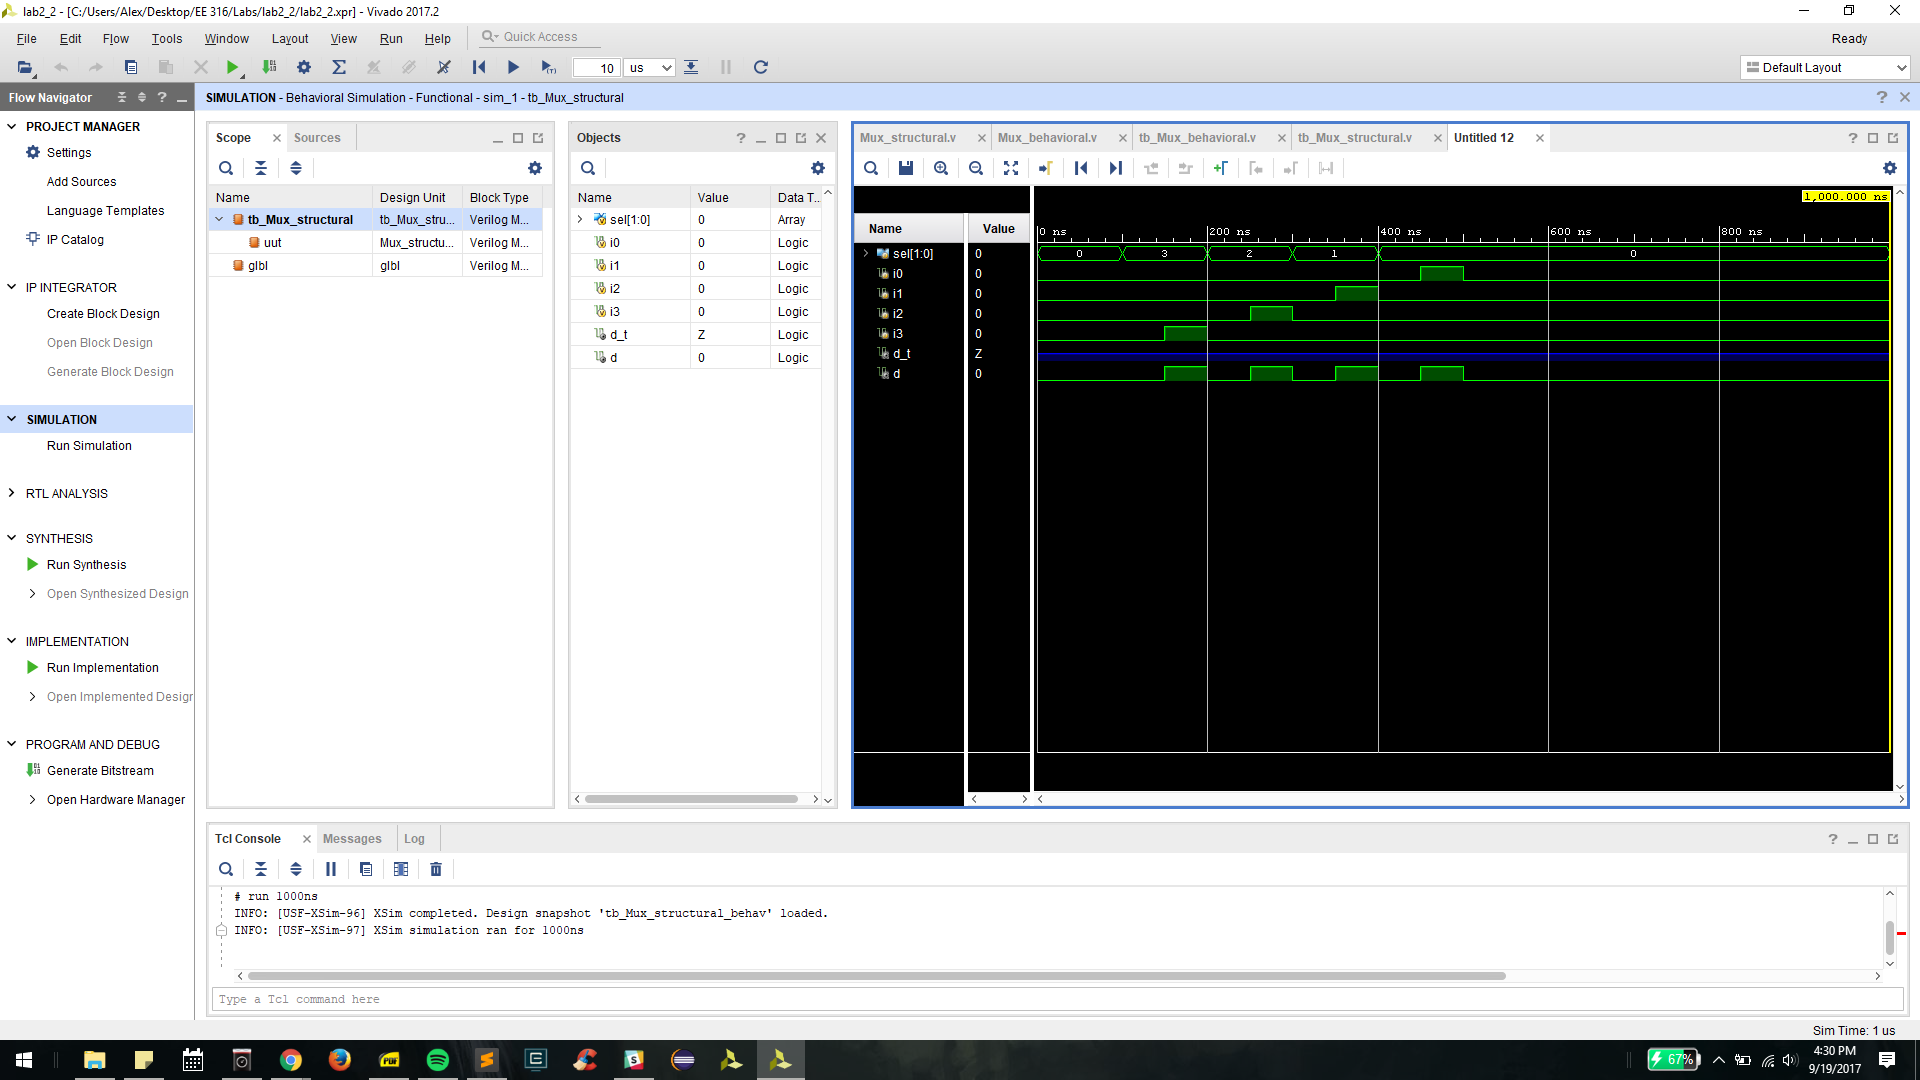 lab2_2 - [C:/Users/Alex/Desktop/EE 316/Labs/lab2_2/lab2_2.xpr] - Vivado 2017.2
File Edit Flow Tools Window Layout View Run Help Quick Access
Ready
10 us
Default Layout
Flow Navigator
SIMULATION - Behavioral Simulation - Functional - sim_1 - tb_Mux_structural
PROJECT MANAGER
Settings
Add Sources
Language Templates
IP Catalog
IP INTEGRATOR
Create Block Design
Open Block Design
Generate Block Design
SIMULATION
Run Simulation
RTL ANALYSIS
SYNTHESIS
Run Synthesis
Open Synthesized Design
IMPLEMENTATION
Run Implementation
Open Implemented Design
PROGRAM AND DEBUG
Generate Bitstream
Open Hardware Manager
Scope Sources
Name Design Unit Block Type
tb_Mux_structural tb_Mux_stru... Verilog M...
uut Mux_structu... Verilog M...
glbl glbl Verilog M...
Objects
Name Value Data T...
sel[1:0] 0 Array
i0 0 Logic
i1 0 Logic
i2 0 Logic
i3 0 Logic
d_t Z Logic
d 0 Logic
Mux_structural.v Mux_behavioral.v tb_Mux_behavioral.v tb_Mux_structural.v Untitled 12
1,000.000 ns
Name Value
0 ns 200 ns 400 ns 600 ns 800 ns
sel[1:0] 0 0 3 2 1 0
i0 0
i1 0
i2 0
i3 0
d_t Z
d 0
Tcl Console Messages Log
# run 1000ns
INFO: [USF-XSim-96] XSim completed. Design snapshot 'tb_Mux_structural_behav' loaded.
INFO: [USF-XSim-97] XSim simulation ran for 1000ns
Type a Tcl command here
Sim Time: 1 us
PDF
67%
4:30 PM
9/19/2017